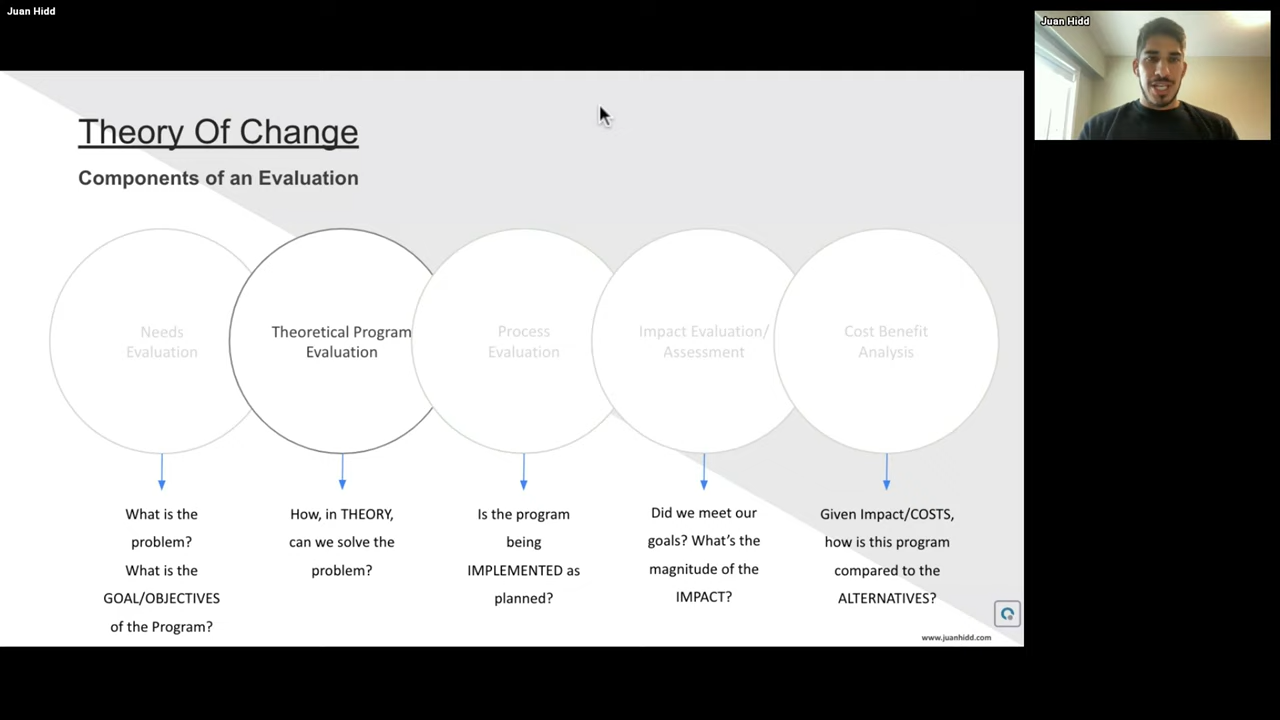 Juan Hidd
Juan Hidd
Theory Of Change
Components of an Evaluation
Needs
Evaluation
Theoretical Program
Evaluation
Process
Evaluation
Impact Evaluation/
Assessment
Cost Benefit
Analysis
What is the
problem?
What is the
GOAL/OBJECTIVES
of the Program?
How, in THEORY,
can we solve the
problem?
Is the program
being
IMPLEMENTED as
planned?
Did we meet our
goals? What's the
magnitude of the
IMPACT?
Given Impact/COSTS,
how is this program
compared to the
ALTERNATIVES?
www.juanhidd.com